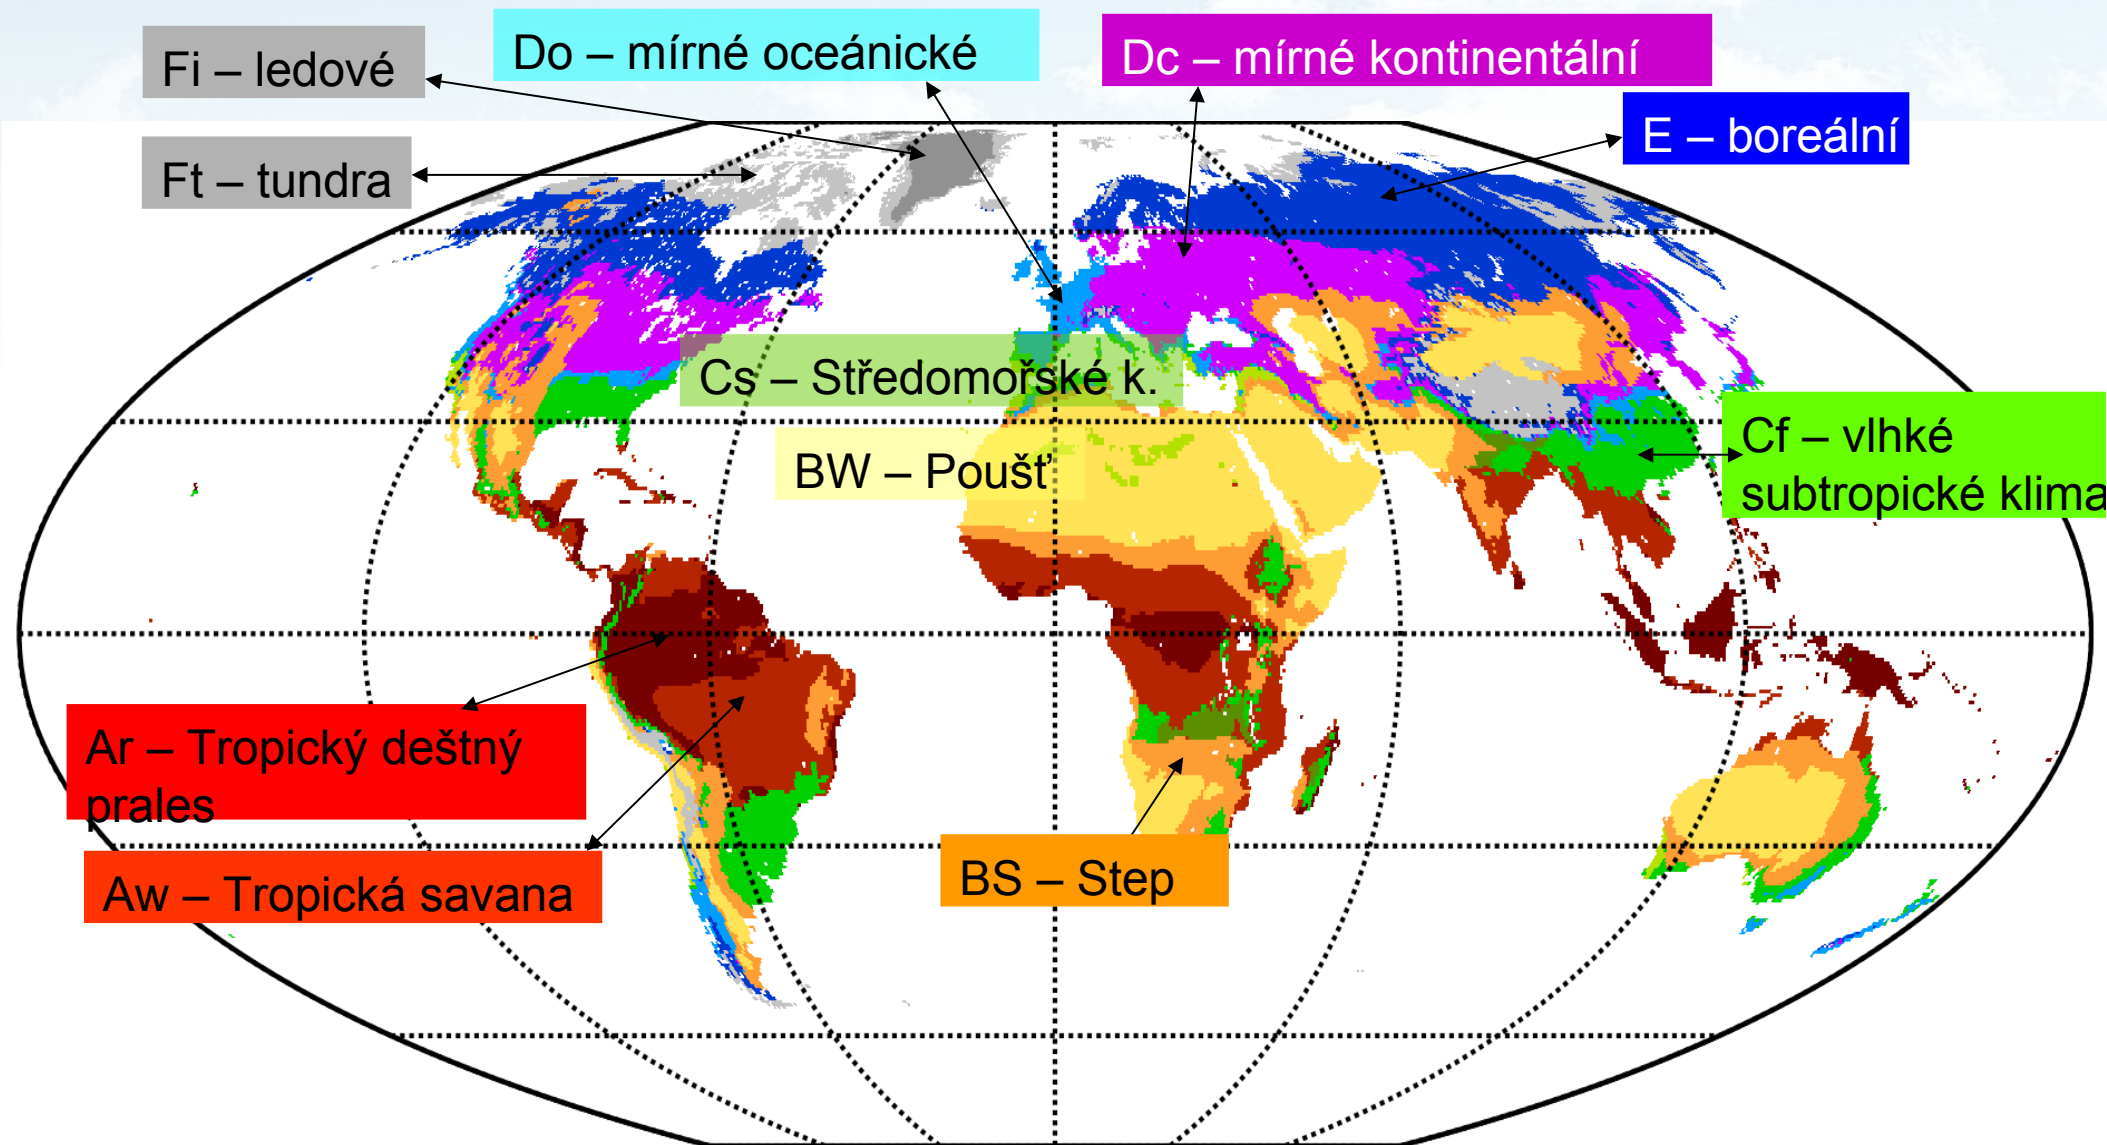 Fi – ledové
Do – mírné oceánické
Dc – mírné kontinentální
E – boreální
Ft – tundra
Cs – Středomořské k.
BW – Poušť
Cf – vlhké
subtropické klima
Ar – Tropický deštný
prales
Aw – Tropická savana
BS – Step